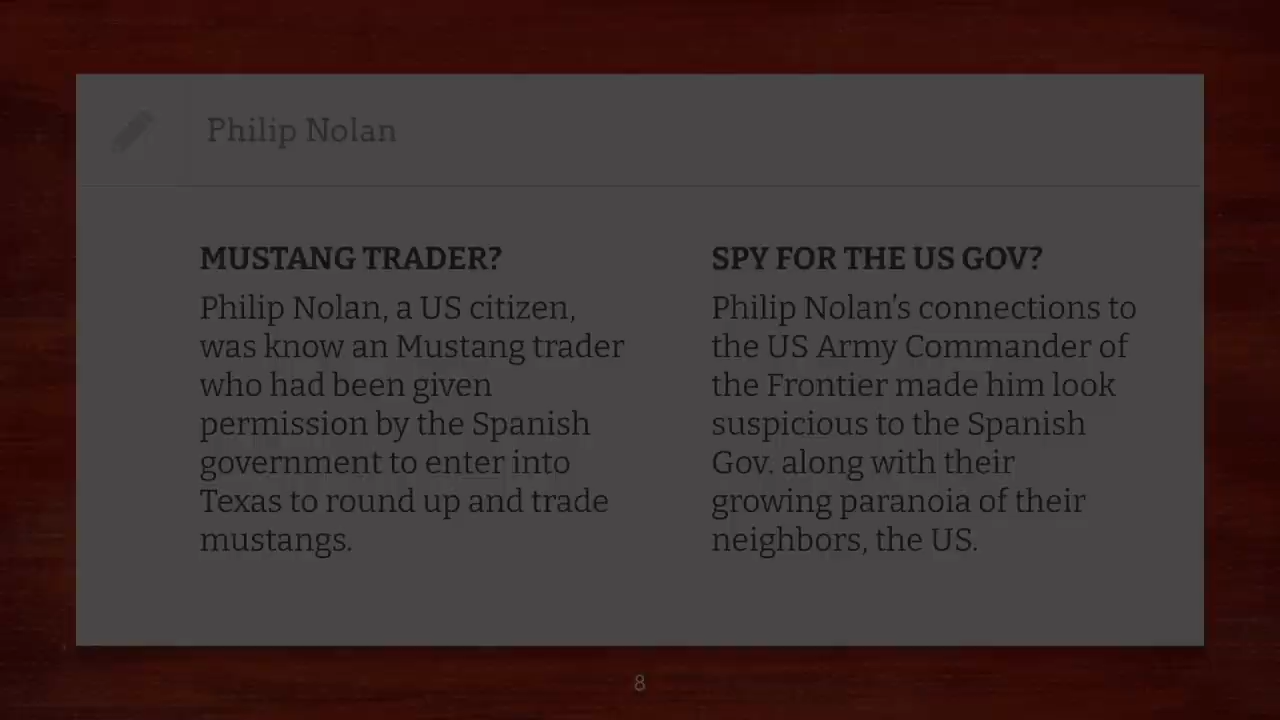 Philip Nolan
MUSTANG TRADER?
Philip Nolan, a US citizen,
was know an Mustang trader
who had been given
permission by the Spanish
government to enter into
Texas to round up and trade
mustangs.
SPY FOR THE US GOV?
Philip Nolan's connections to
the US Army Commander of
the Frontier made him look
suspicious to the Spanish
Gov. along with their
growing paranoia of their
neighbors, the US.
8